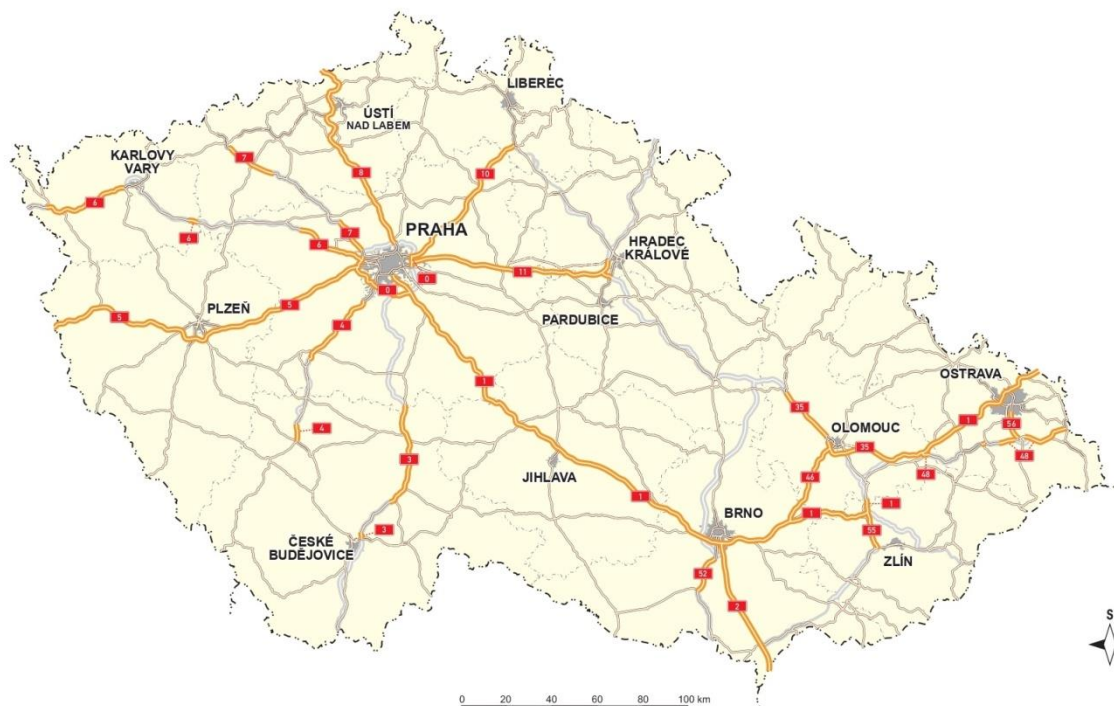 LIBEREC
ÚSTÍ
NAD LABEM
7
KARLOVY
VARY
8
10
6
7
6
6
PRAHA
HRADEC
KRÁLOVÉ
11
0
0
5
PLZEŇ
5
4
PARDUBICE
1
OSTRAVA
35
4
OLOMOUC
1
56
35
48
48
3
JIHLAVA
46
1
1
BRNO
1
3
ČESKÉ
BUDĚJOVICE
55
ZLÍN
52
2
S
0 20 40 60 80 100 km